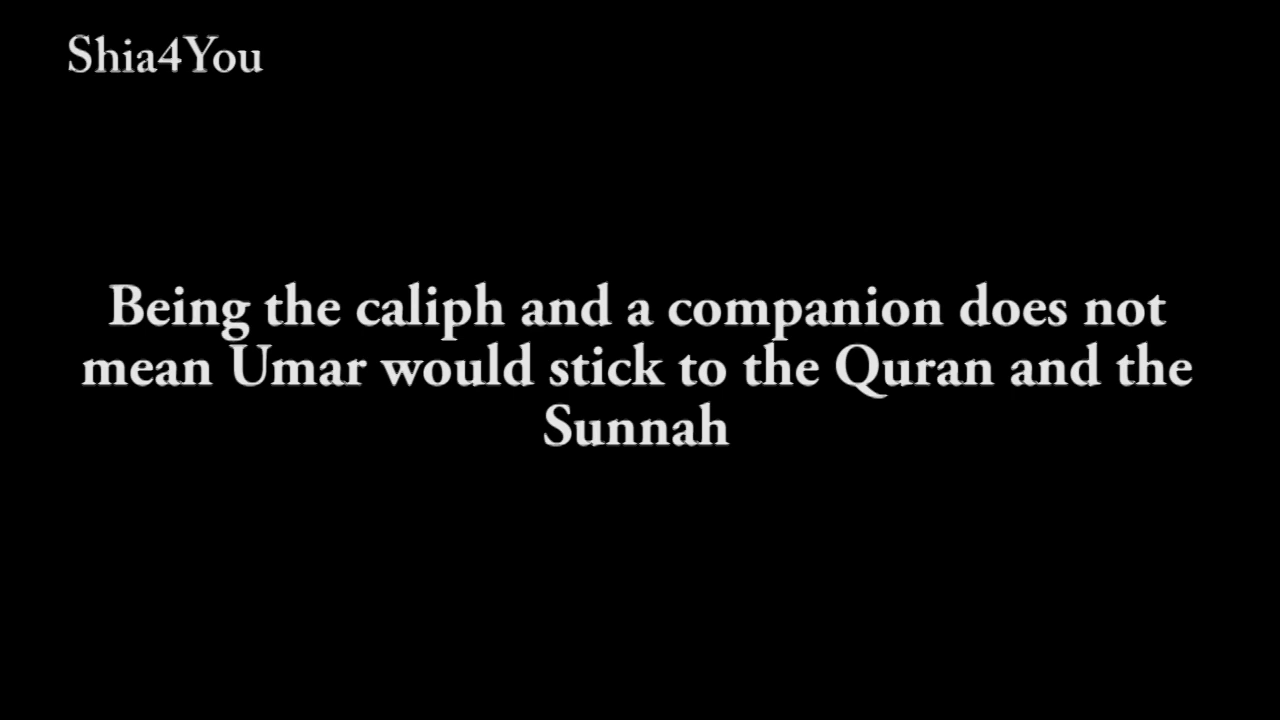 Shia4You
Being the caliph and a companion does not
mean Umar would stick to the Quran and the
Sunnah